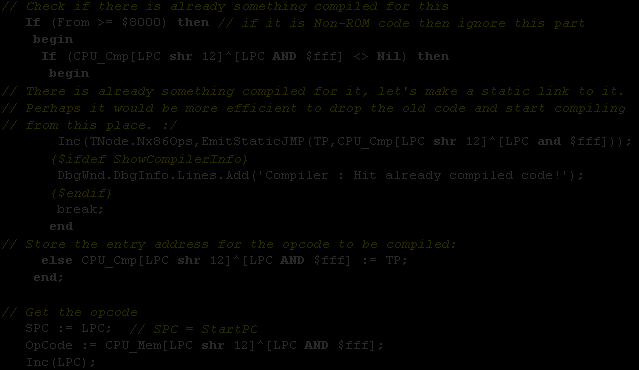 // Check if there is already something compiled for this
If (From >= $8000) then // if it is Non-ROM code then ignore this part
begin
If (CPU_Cmp[LPC shr 12]^[LPC AND $fff] <> Nil) then
begin
// There is already something compiled for it, let's make a static link to it.
// Perhaps it would be more efficient to drop the old code and start compiling
// from this place. :/
Inc(TNode.Nx86Ops,EmitStaticJMP(TP,CPU_Cmp[LPC shr 12]^[LPC and $fff]));
{$ifdef ShowCompilerInfo}
DbgWnd.DbgInfo.Lines.Add('Compiler : Hit already compiled code!');
{$endif}
break;
end
// Store the entry address for the opcode to be compiled:
else CPU_Cmp[LPC shr 12]^[LPC AND $fff] := TP;
end;
// Get the opcode
SPC := LPC; // SPC = StartPC
OpCode := CPU_Mem[LPC shr 12]^[LPC AND $fff];
Inc(LPC);